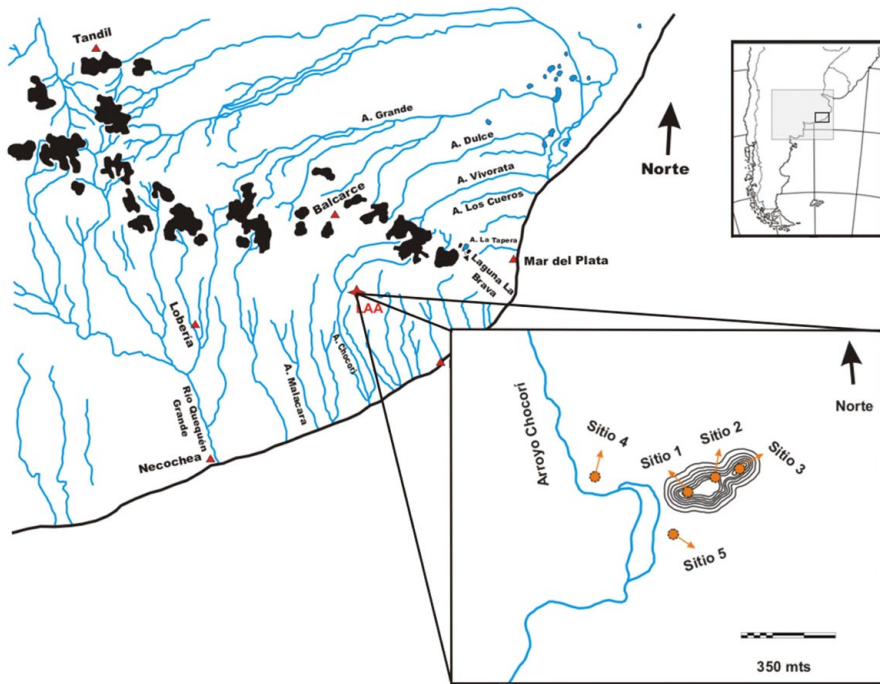 Tandil
A. Grande
Norte
A. Dulce
A. Vivorata
Balcarce
A. Los Cueros
A. La Tapera
Mar del Plata
Laguna La
Brava
LAA
Lobería
A. Chocorí
A. Malacara
Río Quequén
Grande
Necochea
Arroyo Chocorí
Norte
Sitio 4
Sitio 1
Sitio 2
Sitio 3
Sitio 5
350 mts